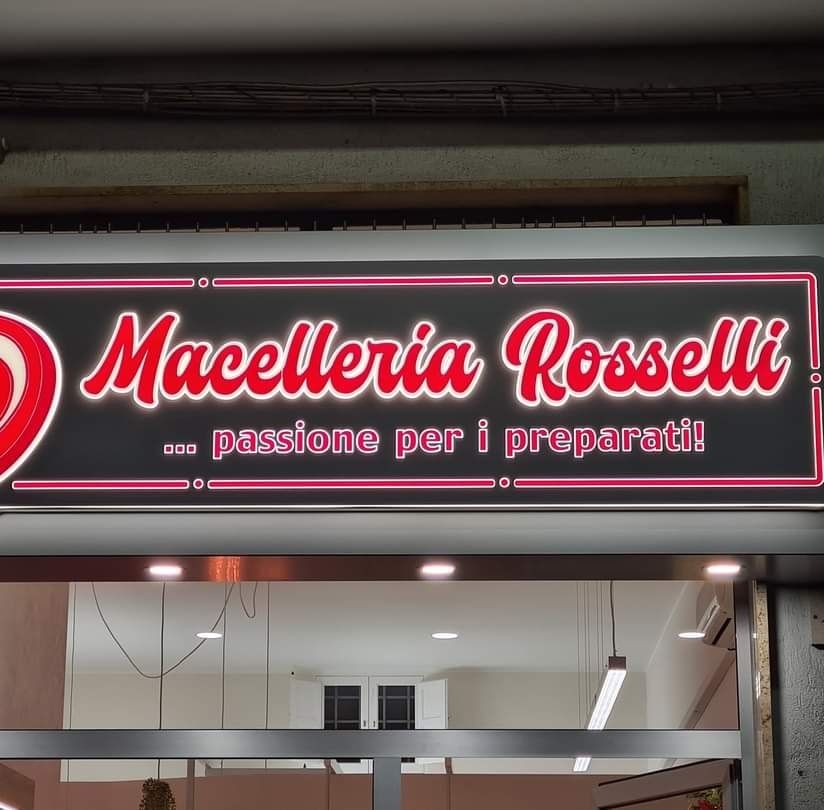 Macelleria Rosselli
... passione per i preparati!